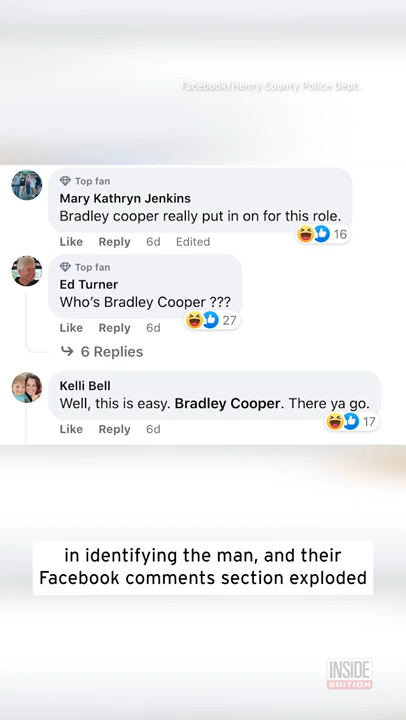 Facebook/Henry County Police Dept.
Top fan
Mary Kathryn Jenkins
Bradley cooper really put in on for this role.
Like Reply 6d Edited 16
Top fan
Ed Turner
Who's Bradley Cooper ???
Like Reply 6d 27
6 Replies
Kelli Bell
Well, this is easy. Bradley Cooper. There ya go.
Like Reply 6d 17
in identifying the man, and their
Facebook comments section exploded
INSIDE
EDITION